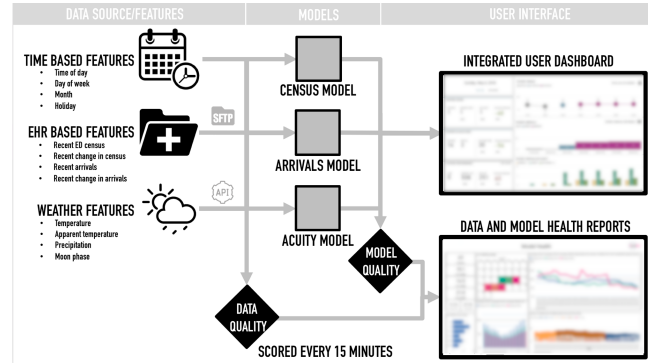 DATA SOURCE/FEATURES
MODELS
USER INTERFACE
TIME BASED FEATURES
• Time of day
• Day of week
• Month
• Holiday
CENSUS MODEL
INTEGRATED USER DASHBOARD
EHR BASED FEATURES
• Recent ED census
• Recent change in census
• Recent arrivals
• Recent change in arrivals
SFTP
ARRIVALS MODEL
WEATHER FEATURES
• Temperature
• Apparent temperature
• Precipitation
• Moon phase
API
ACUITY MODEL
DATA AND MODEL HEALTH REPORTS
MODEL
QUALITY
DATA
QUALITY
SCORED EVERY 15 MINUTES